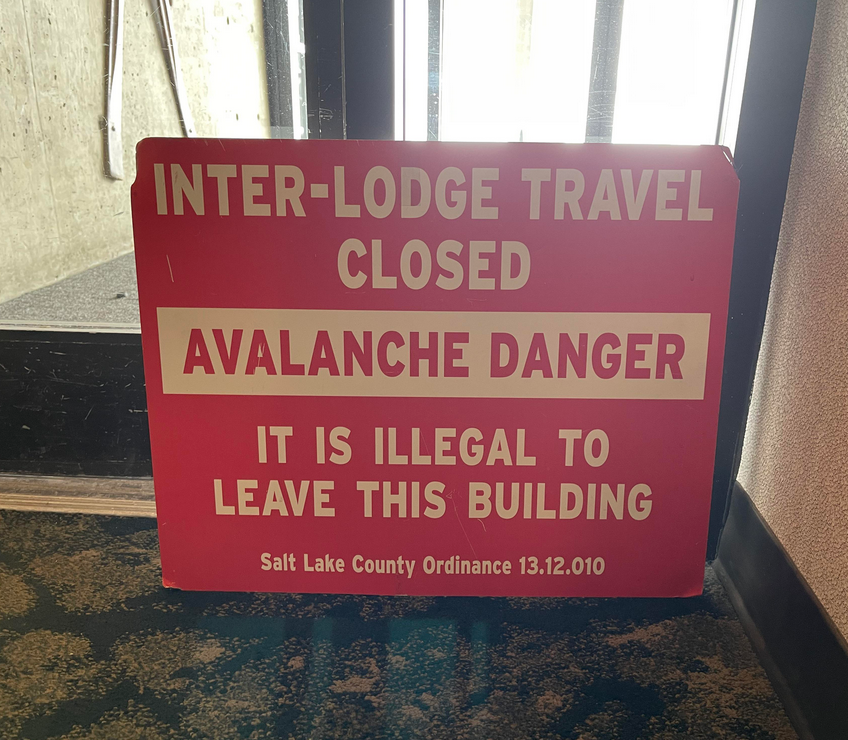 INTER-LODGE TRAVEL
CLOSED
AVALANCHE DANGER
IT IS ILLEGAL TO
LEAVE THIS BUILDING
Salt Lake County Ordinance 13.12.010